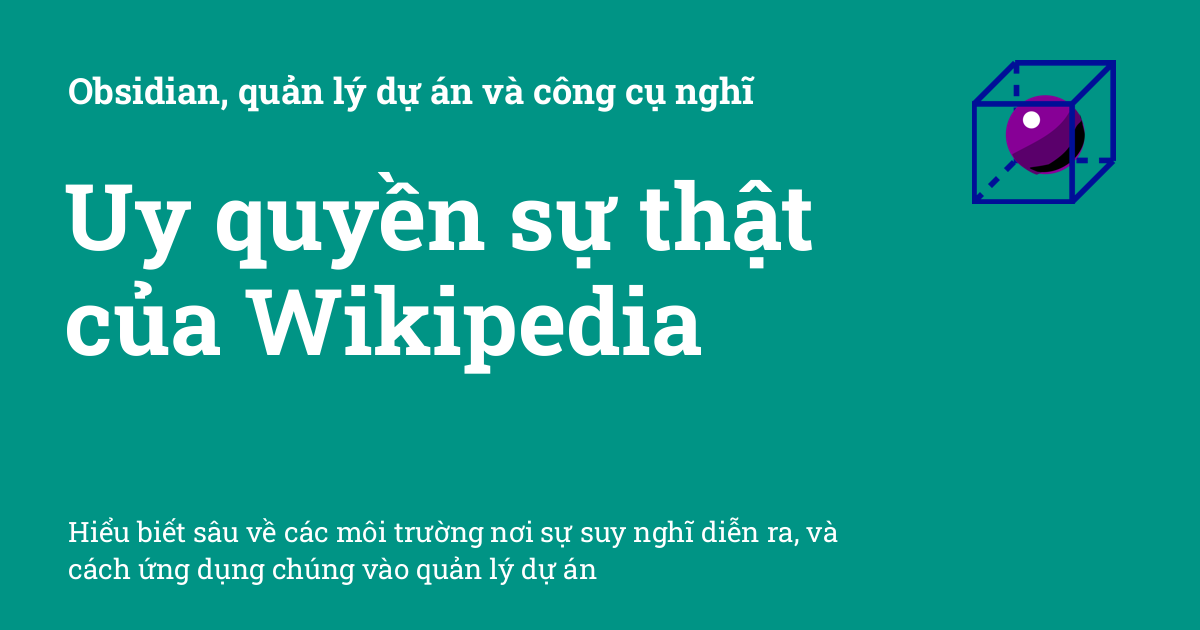 Obsidian, quản lý dự án và công cụ nghĩ
Uy quyền sự thật
của Wikipedia
Hiểu biết sâu về các môi trường nơi sự suy nghĩ diễn ra, và
cách ứng dụng chúng vào quản lý dự án